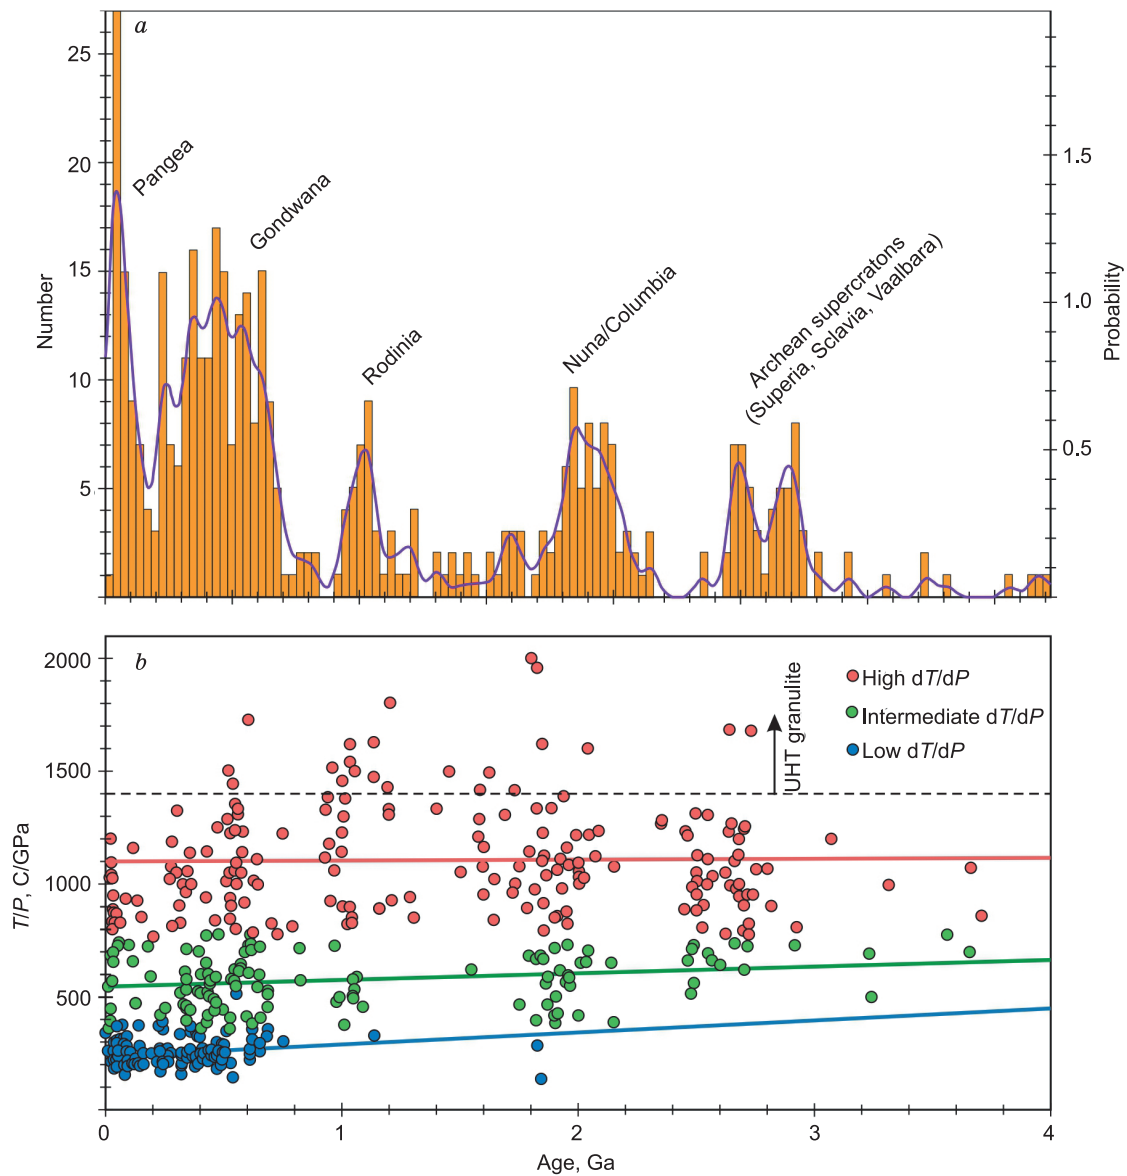 a
25
20
15
10
5
Number
1.5
1.0
0.5
Probability
Pangea
Gondwana
Rodinia
Nuna/Columbia
Archean supercratons
(Superia, Sclavia, Vaalbara)
b
2000
1500
1000
500
T/P, C/GPa
High dT/dP
Intermediate dT/dP
Low dT/dP
UHT granulite
0
1
2
3
4
Age, Ga